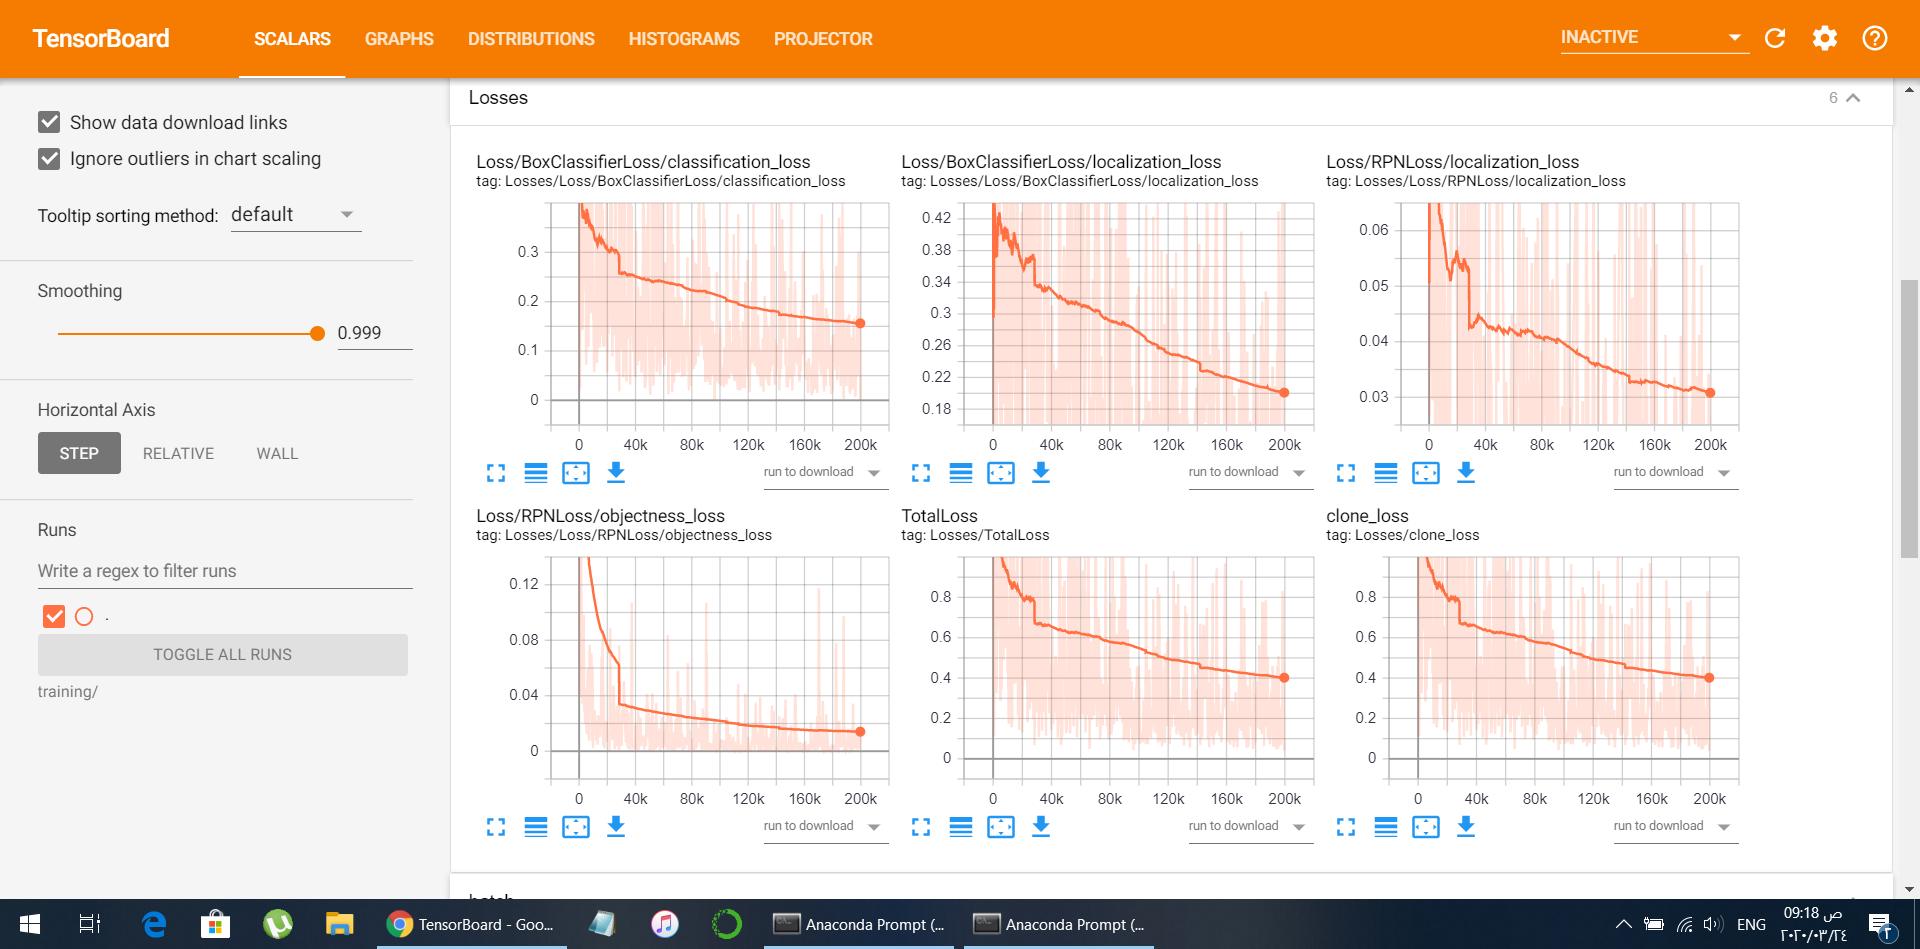 TensorBoard
SCALARS GRAPHS DISTRIBUTIONS HISTOGRAMS PROJECTOR
INACTIVE
Show data download links
Ignore outliers in chart scaling
Tooltip sorting method: default
Smoothing
0.999
Horizontal Axis
STEP RELATIVE WALL
Runs
Write a regex to filter runs
.
TOGGLE ALL RUNS
training/
Losses
6
Loss/BoxClassifierLoss/classification_loss
tag: Losses/Loss/BoxClassifierLoss/classification_loss
0.3
0.2
0.1
0
0 40k 80k 120k 160k 200k
run to download
Loss/BoxClassifierLoss/localization_loss
tag: Losses/Loss/BoxClassifierLoss/localization_loss
0.42
0.38
0.34
0.3
0.26
0.22
0.18
0 40k 80k 120k 160k 200k
run to download
Loss/RPNLoss/localization_loss
tag: Losses/Loss/RPNLoss/localization_loss
0.06
0.05
0.04
0.03
0 40k 80k 120k 160k 200k
run to download
Loss/RPNLoss/objectness_loss
tag: Losses/Loss/RPNLoss/objectness_loss
0.12
0.08
0.04
0
0 40k 80k 120k 160k 200k
run to download
TotalLoss
tag: Losses/TotalLoss
0.8
0.6
0.4
0.2
0
0 40k 80k 120k 160k 200k
run to download
clone_loss
tag: Losses/clone_loss
0.8
0.6
0.4
0.2
0
0 40k 80k 120k 160k 200k
run to download
TensorBoard - Goo...
Anaconda Prompt (...
Anaconda Prompt (...
ENG
09:18 ص
٢٠٢٠/٠٣/٢٤
٣